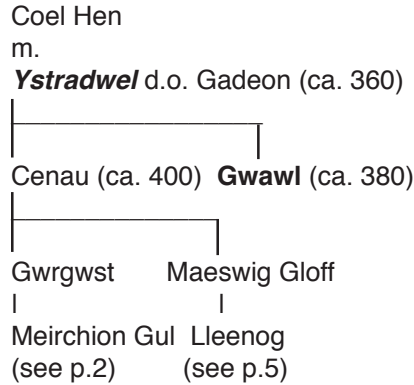 Coel Hen
m.
Ystradwel d.o. Gadeon (ca. 360)
Cenau (ca. 400) Gwawl (ca. 380)
Gwrgwst Maeswig Gloff
Meirchion Gul Lleenog
(see p.2) (see p.5)